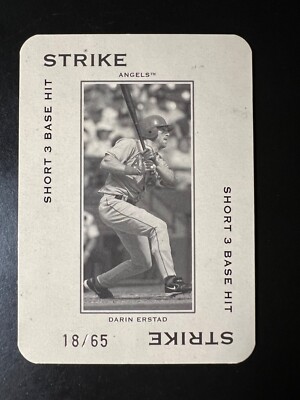 STRIKE
ANGELS™
SHORT 3 BASE HIT
SHORT 3 BASE HIT
DARIN ERSTAD
18/65
STRIKE